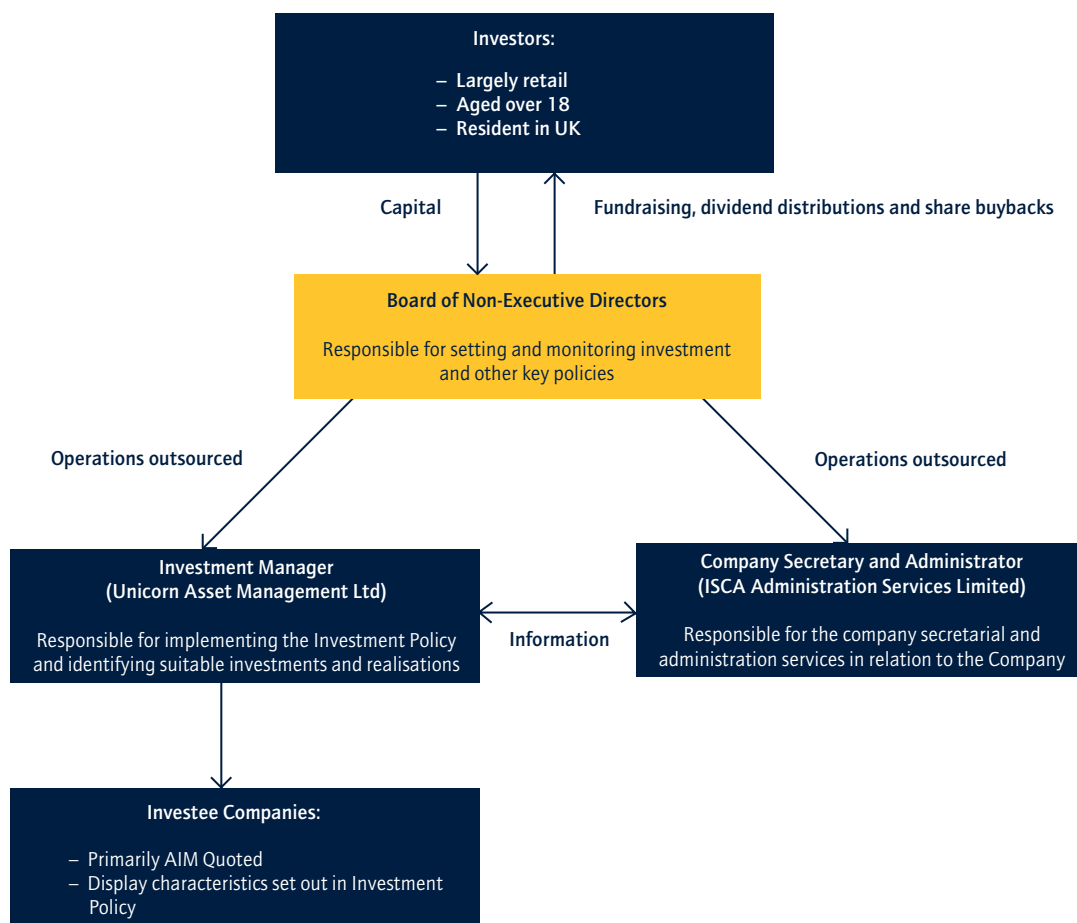 Investors:
– Largely retail
– Aged over 18
– Resident in UK
Capital
Fundraising, dividend distributions and share buybacks
Board of Non-Executive Directors
Responsible for setting and monitoring investment
and other key policies
Operations outsourced
Operations outsourced
Investment Manager
(Unicorn Asset Management Ltd)
Responsible for implementing the Investment Policy
and identifying suitable investments and realisations
Information
Company Secretary and Administrator
(ISCA Administration Services Limited)
Responsible for the company secretarial and
administration services in relation to the Company
Investee Companies:
– Primarily AIM Quoted
– Display characteristics set out in Investment
Policy